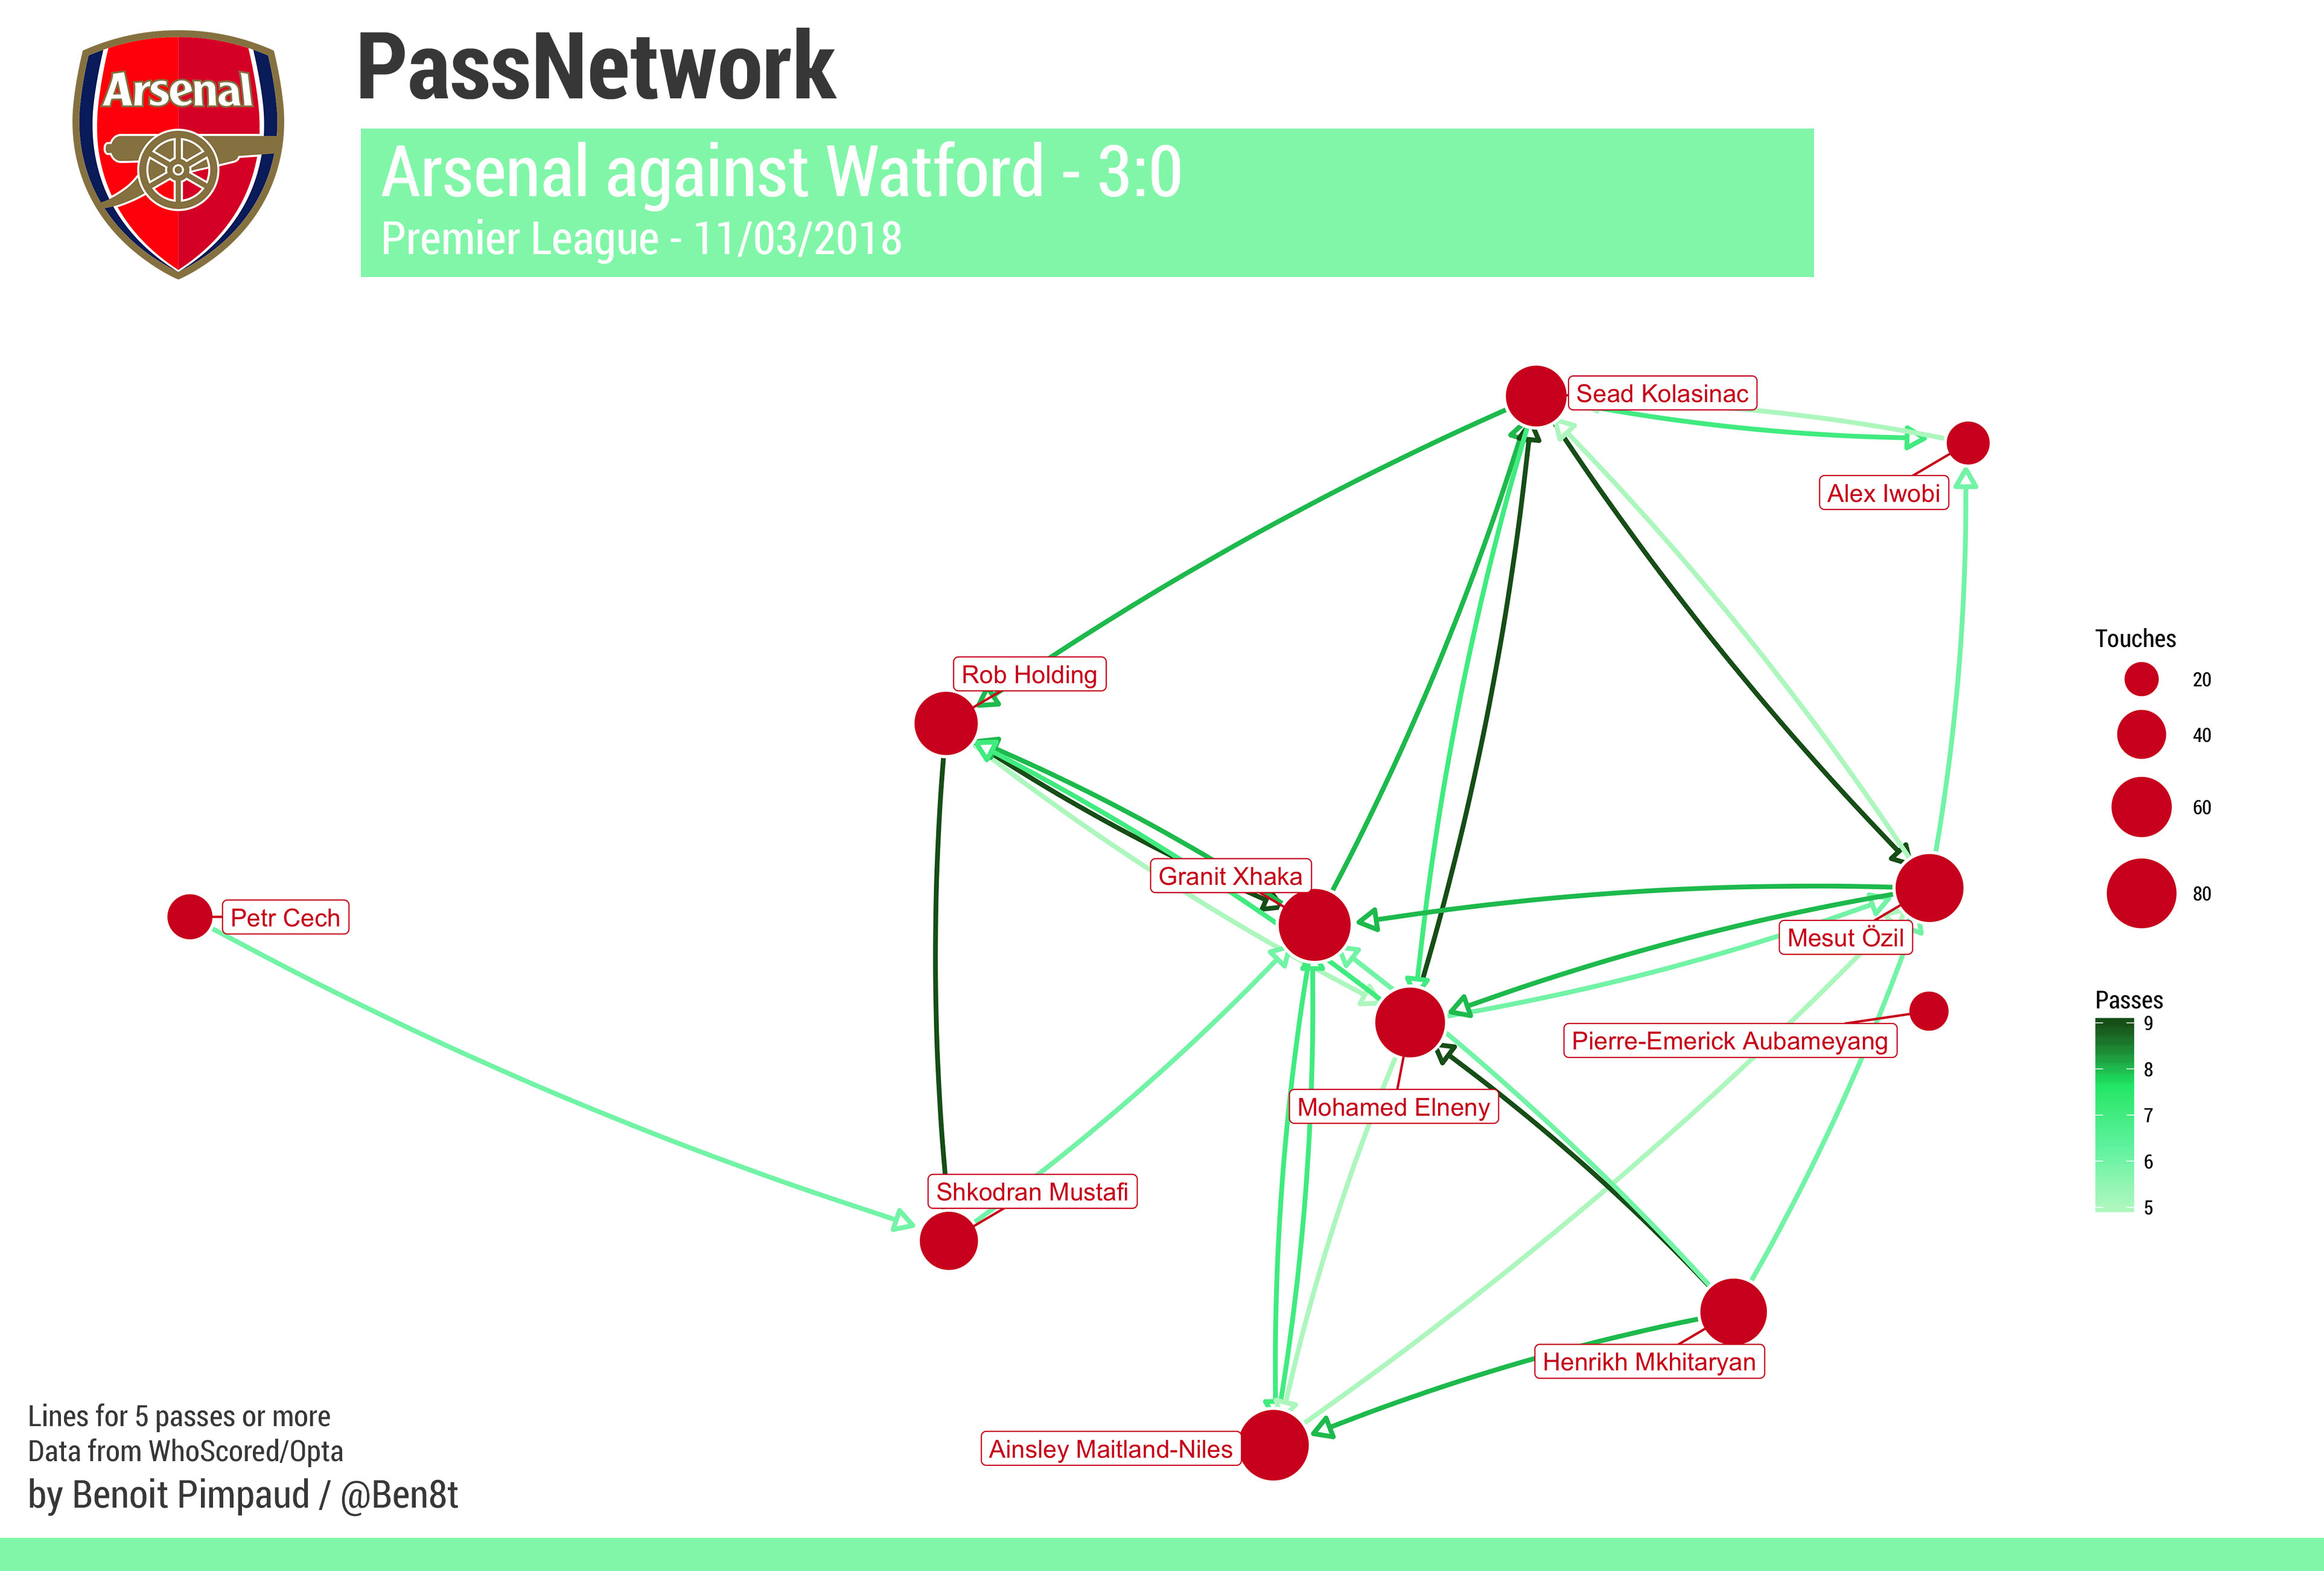 Arsenal
PassNetwork
Arsenal against Watford - 3:0
Premier League - 11/03/2018
Sead Kolasinac
Alex Iwobi
Rob Holding
Granit Xhaka
Petr Cech
Mesut Özil
Pierre-Emerick Aubameyang
Mohamed Elneny
Shkodran Mustafi
Henrikh Mkhitaryan
Ainsley Maitland-Niles
Touches
20
40
60
80
Passes
9
8
7
6
5
Lines for 5 passes or more
Data from WhoScored/Opta
by Benoit Pimpaud / @Ben8t